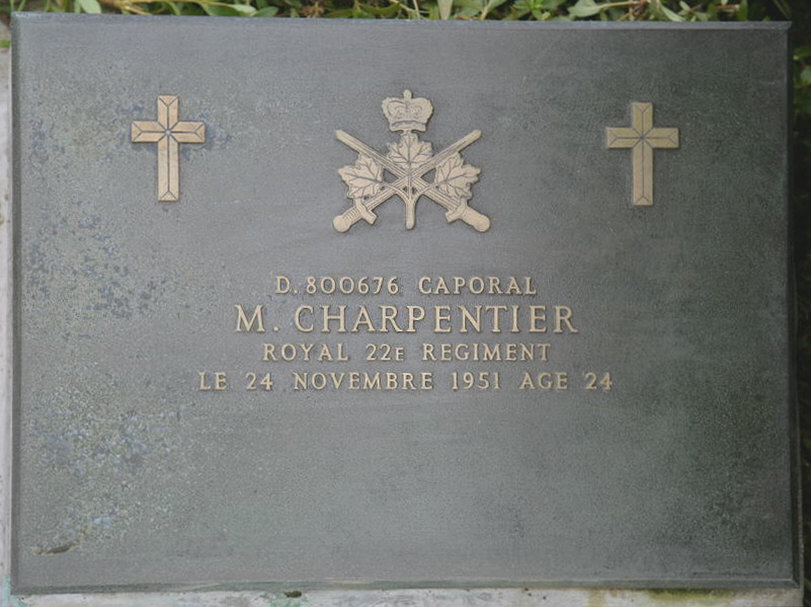 D. 800676 CAPORAL
M. CHARPENTIER
ROYAL 22E REGIMENT
LE 24 NOVEMBRE 1951 AGE 24